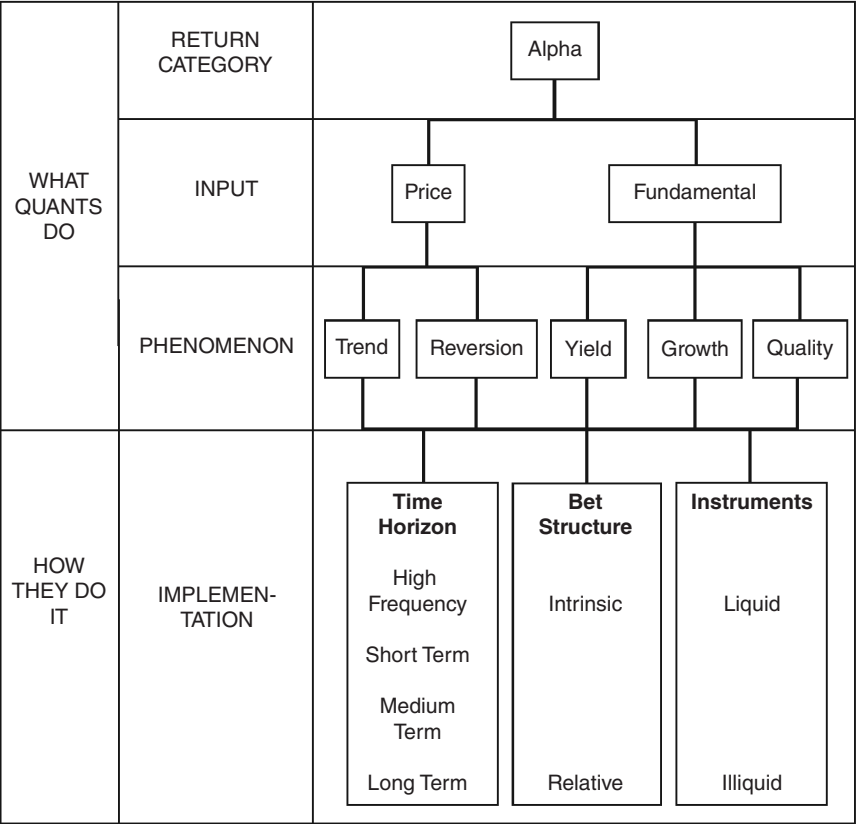 RETURN
CATEGORY
Alpha
WHAT
QUANTS
DO
INPUT
Price
Fundamental
PHENOMENON
Trend
Reversion
Yield
Growth
Quality
HOW
THEY DO
IT
IMPLEMEN-
TATION
Time
Horizon
High
Frequency
Short Term
Medium
Term
Long Term
Bet
Structure
Intrinsic
Relative
Instruments
Liquid
Illiquid